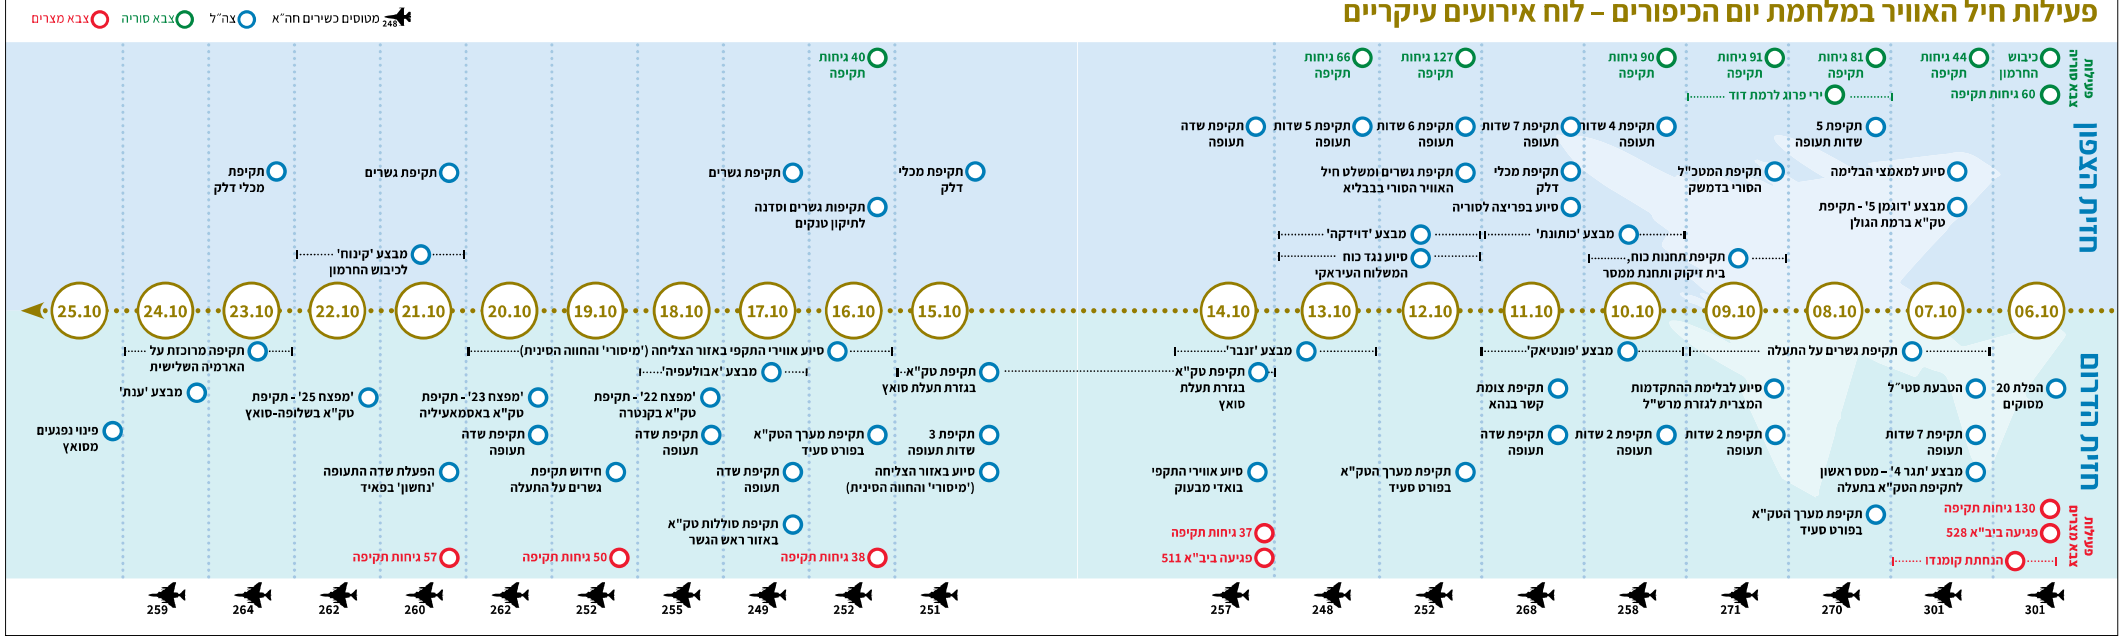 פעילות חיל האוויר במלחמת יום הכיפורים – לוח אירועים עיקריים
מטוסים כשירים חה״א
248
צה״ל
צבא סוריה
צבא מצרים
פעילות
צבא סוריה
כיבוש
החרמון
60 גיחות תקיפה
44 גיחות
תקיפה
81 גיחות
תקיפה
91 גיחות
תקיפה
90 גיחות
תקיפה
127 גיחות
תקיפה
66 גיחות
תקיפה
40 גיחות
תקיפה
ירי פרוג לרמת דוד
חזית הצפון
תקיפת 5
שדות תעופה
תקיפת 4 שדות
תעופה
תקיפת 7 שדות
תעופה
תקיפת 6 שדות
תעופה
תקיפת 5 שדות
תעופה
תקיפת שדה
תעופה
סיוע למאמצי הבלימה
תקיפת המטכ"ל
הסורי בדמשק
תקיפת מכלי
דלק
תקיפת גשרים ומשלט חיל
האוויר הסורי בבבליא
תקיפת מכלי
דלק
תקיפת גשרים
תקיפת גשרים
תקיפת
מכלי דלק
מבצע 'דוגמן 5' - תקיפת
טק"א ברמת הגולן
סיוע בפריצה לסוריה
תקיפות גשרים וסדנה
לתיקון טנקים
מבצע 'כותונת'
מבצע 'דוידקה'
תקיפת תחנות כוח,
בית זיקוק ותחנת ממסר
סיוע נגד כוח
המשלוח העיראקי
מבצע 'קינוח'
לכיבוש החרמון
06.10
07.10
08.10
09.10
10.10
11.10
12.10
13.10
14.10
15.10
16.10
17.10
18.10
19.10
20.10
21.10
22.10
23.10
24.10
25.10
חזית הדרום
תקיפת גשרים על התעלה
מבצע 'פונטיאק'
מבצע 'זנבר'
סיוע אווירי התקפי באזור הצליחה ('מיסורי' והחווה הסינית)
תקיפה מרוכזת על
הארמיה השלישית
תקיפת טק"א
בגזרת תעלת
סואץ
תקיפת טק"א
בגזרת תעלת סואץ
מבצע 'אבולעפיה'
הפלת 20
מסוקים
הטבעת סטי״ל
סיוע לבלימת ההתקדמות
המצרית לגזרת מרש"ל
תקיפת צומת
קשר בנהא
'מפצח 22' - תקיפת
טק"א בקנטרה
'מפצח 23' - תקיפת
טק"א באסמאעיליה
'מפצח 25' - תקיפת
טק"א בשלופה-סואץ
מבצע 'ענת'
תקיפת 7 שדות
תעופה
תקיפת 2 שדות
תעופה
תקיפת 2 שדות
תעופה
תקיפת שדה
תעופה
תקיפת 3
שדות תעופה
תקיפת מערך הטק"א
בפורט סעיד
תקיפת שדה
תעופה
תקיפת שדה
תעופה
פינוי נפגעים
מסואץ
מבצע 'תגר 4' – מטס ראשון
לתקיפת הטק"א בתעלה
תקיפת מערך הטק"א
בפורט סעיד
סיוע אווירי התקפי
בואדי מבעוק
סיוע באזור הצליחה
('מיסורי' והחווה הסינית)
תקיפת שדה
תעופה
חידוש תקיפת
גשרים על התעלה
הפעלת שדה התעופה
'נחשון' בפאיד
תקיפת מערך הטק"א
בפורט סעיד
תקיפת סוללות טק"א
באזור ראש הגשר
פעילות
צבא מצרים
130 גיחות תקיפה
פגיעה ביב"א 528
הנחתת קומנדו
37 גיחות תקיפה
פגיעה ביב"א 511
38 גיחות תקיפה
50 גיחות תקיפה
57 גיחות תקיפה
301
301
270
271
258
268
252
248
257
251
252
249
255
252
262
260
262
264
259